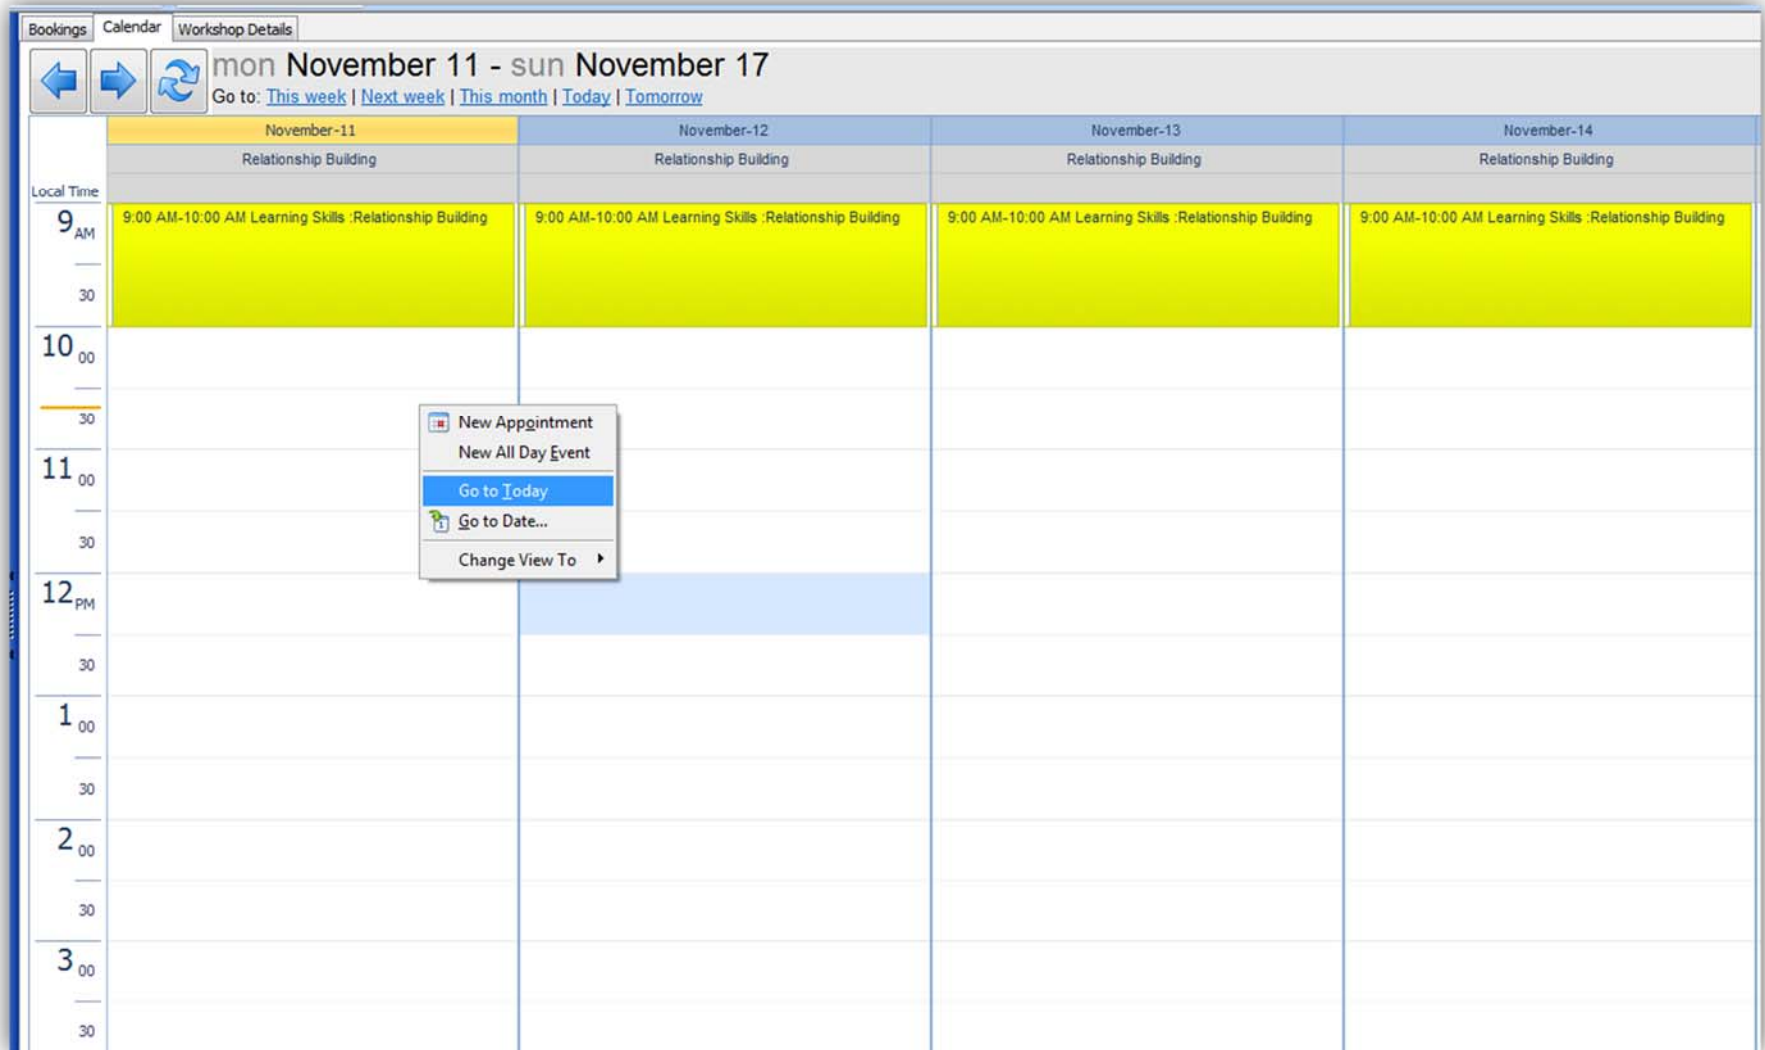 Bookings Calendar Workshop Details
mon November 11 - sun November 17
Go to: This week | Next week | This month | Today | Tomorrow
November-11 November-12 November-13 November-14
Relationship Building Relationship Building Relationship Building Relationship Building
Local Time
9 AM
9:00 AM-10:00 AM Learning Skills :Relationship Building 9:00 AM-10:00 AM Learning Skills :Relationship Building 9:00 AM-10:00 AM Learning Skills :Relationship Building 9:00 AM-10:00 AM Learning Skills :Relationship Building
30
10 00
30
New Appointment
New All Day Event
Go to Today
Go to Date...
Change View To
11 00
30
12 PM
30
1 00
30
2 00
30
3 00
30